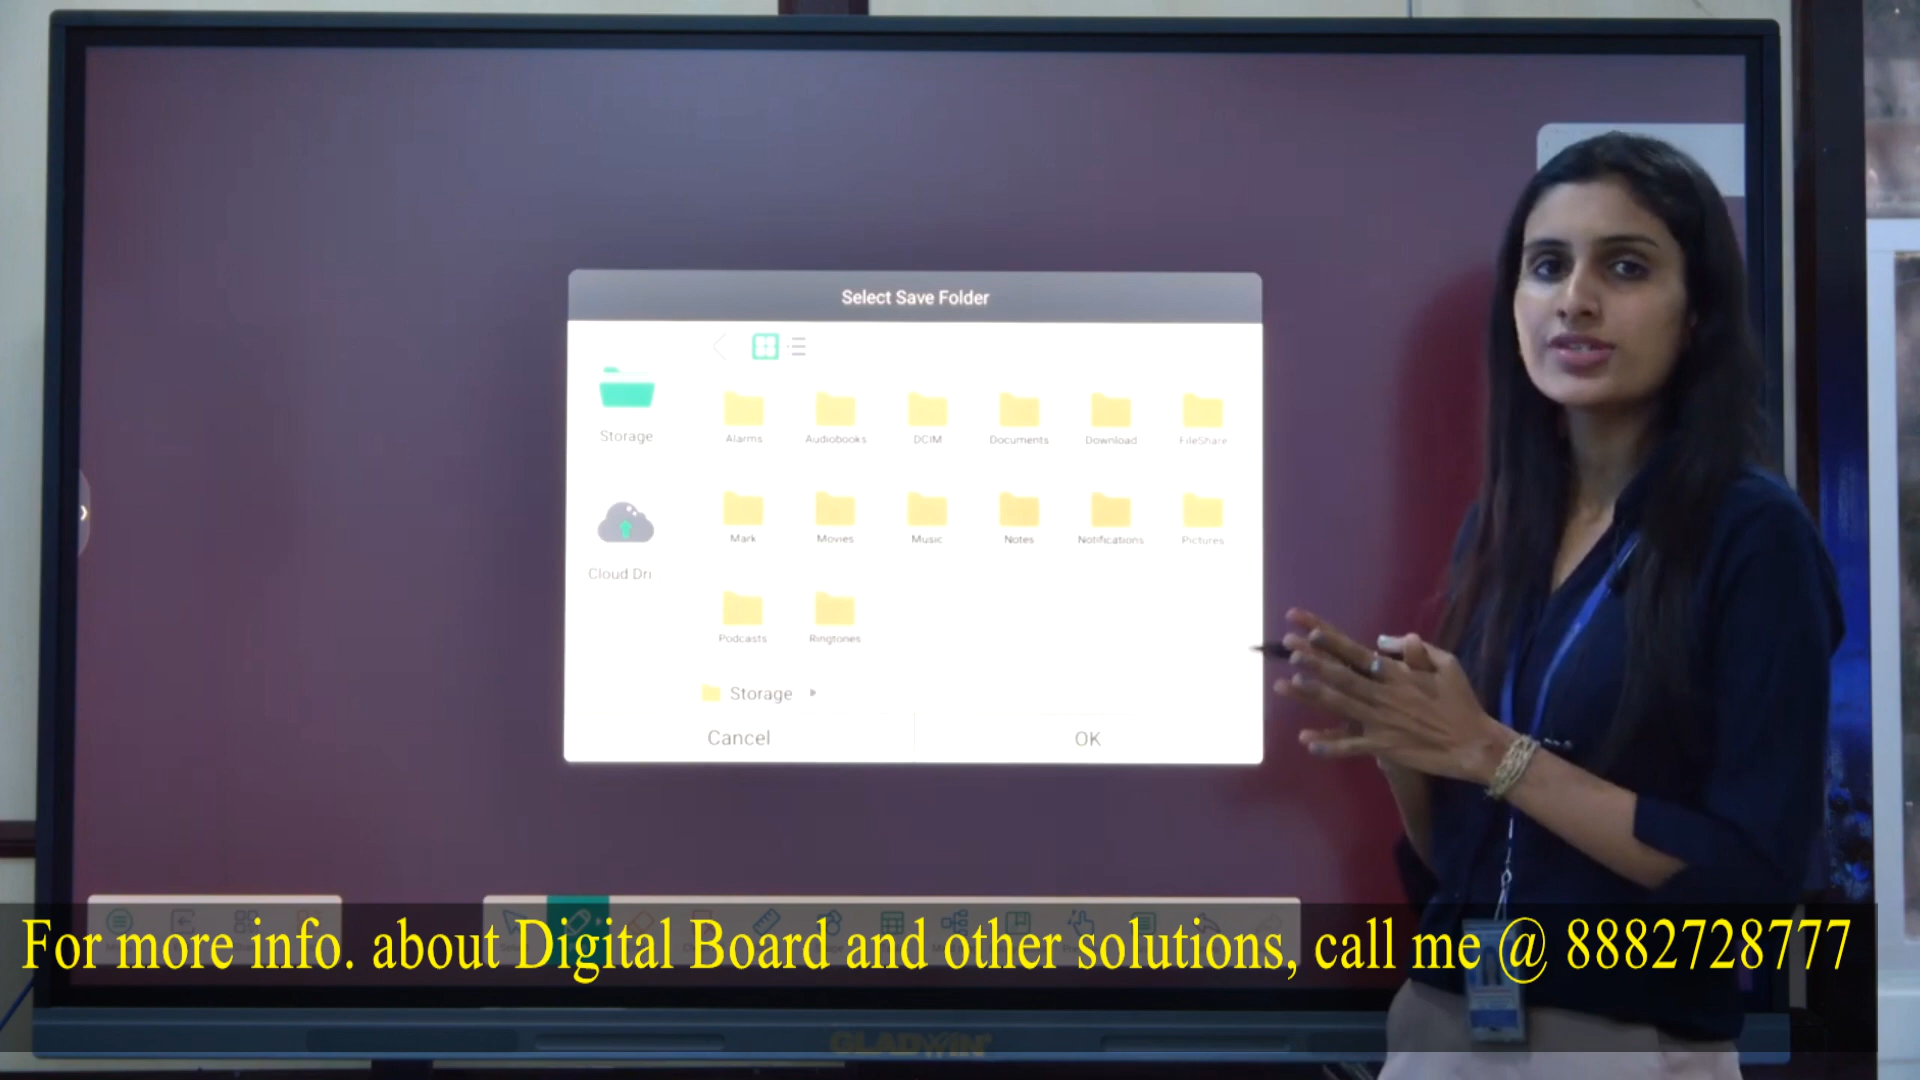 Select Save Folder
Storage
Cloud Dri
Alarms
Audiobooks
DCIM
Documents
Download
FileShare
Mark
Movies
Music
Notes
Notifications
Pictures
Podcasts
Ringtones
Storage
Cancel
OK
For more info. about Digital Board and other solutions, call me @ 8882728777
GLADWIN